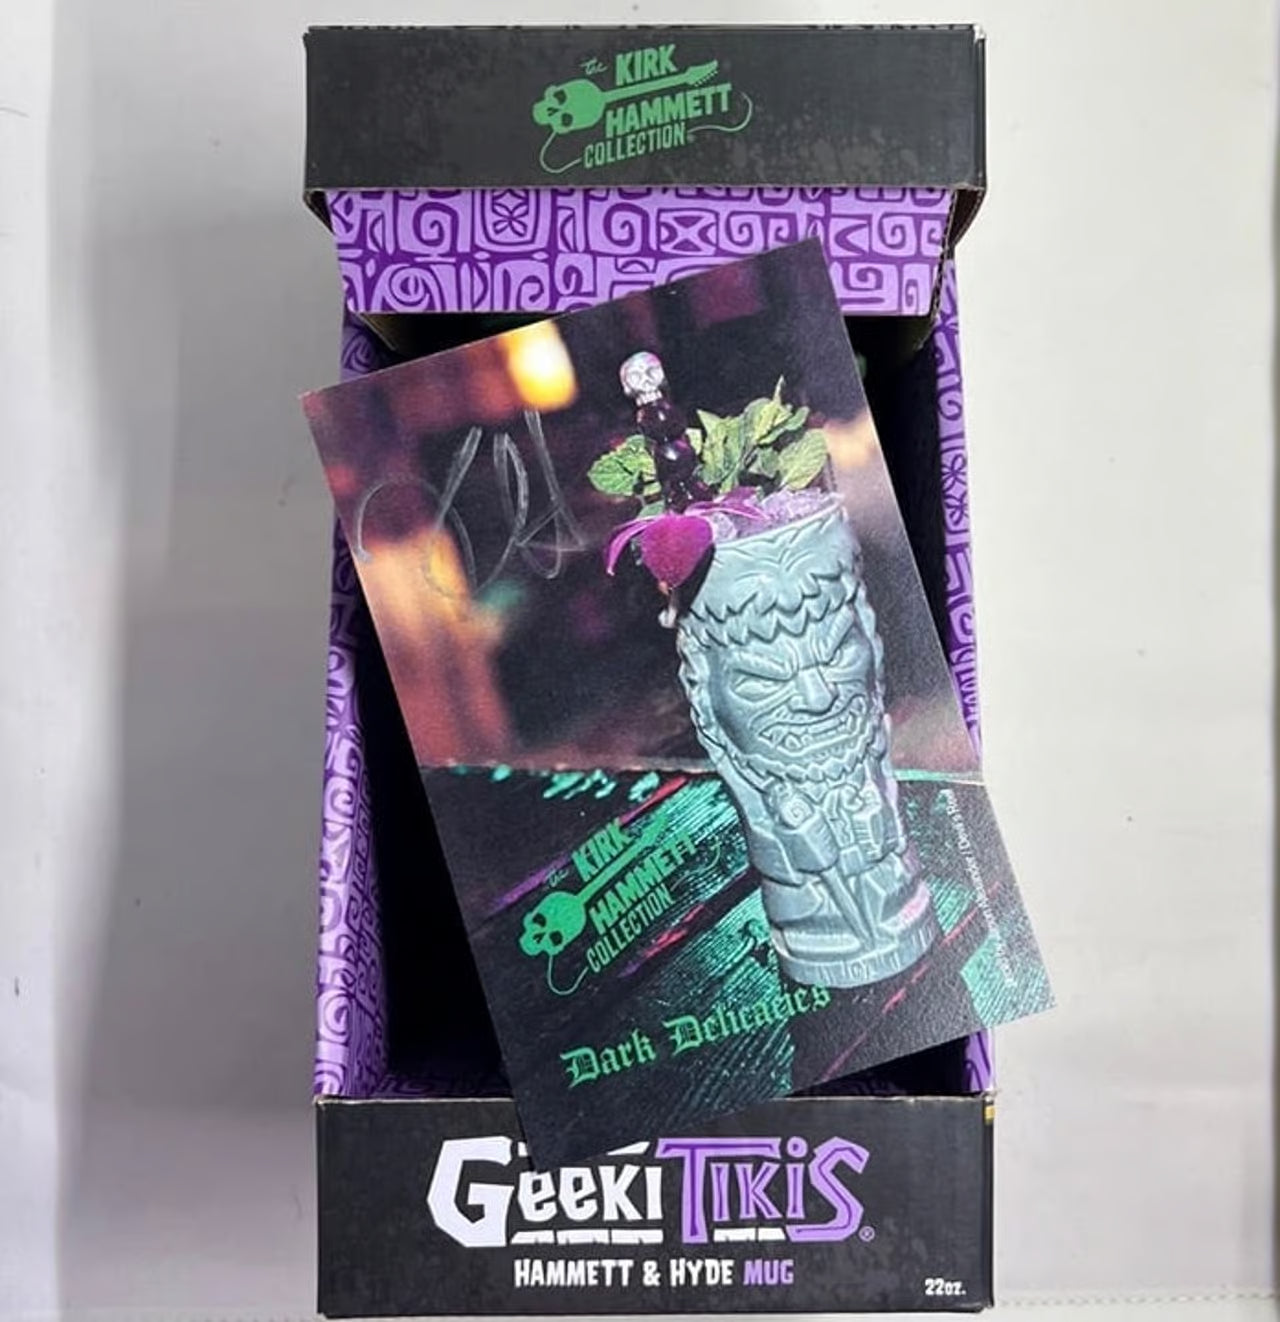 The KIRK
HAMMETT
COLLECTION
The KIRK
HAMMETT
COLLECTION
Dark Delicacies
GEEKI TIKIS®
HAMMETT & HYDE MUG
22oz.